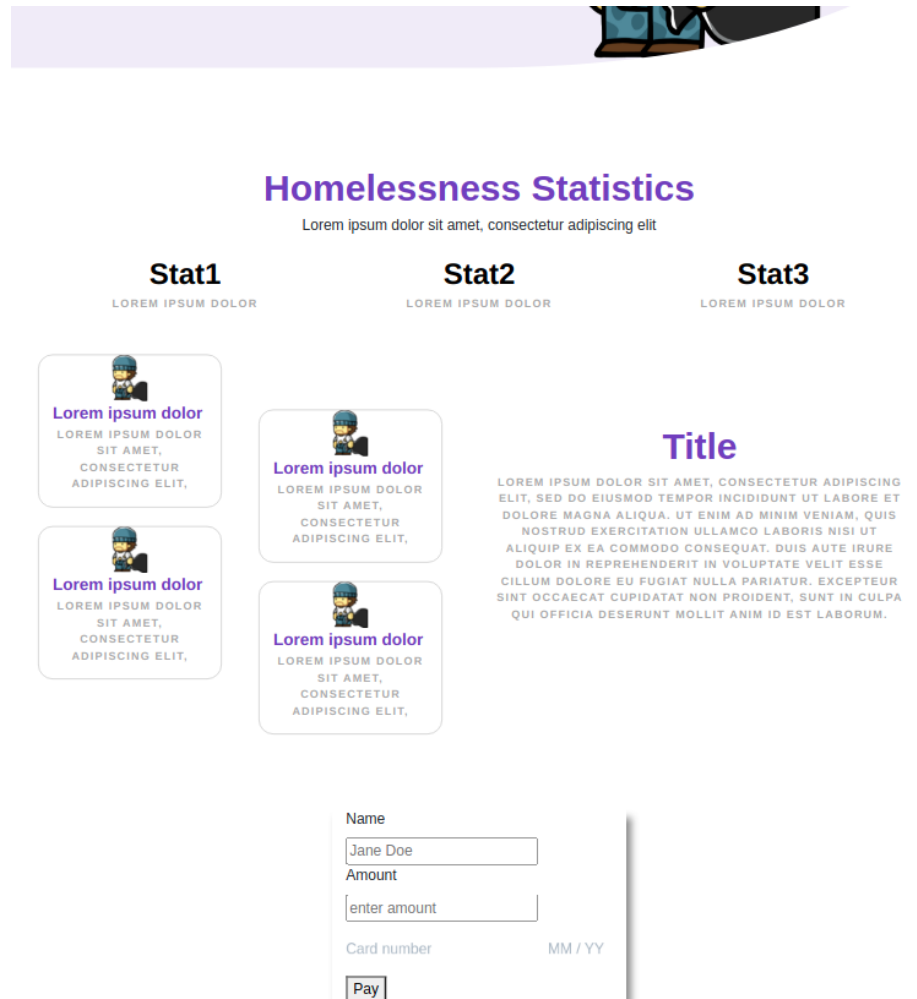 Homelessness Statistics
Lorem ipsum dolor sit amet, consectetur adipiscing elit
Stat1
LOREM IPSUM DOLOR
Stat2
LOREM IPSUM DOLOR
Stat3
LOREM IPSUM DOLOR
Lorem ipsum dolor
LOREM IPSUM DOLOR
SIT AMET,
CONSECTETUR
ADIPISCING ELIT,
Lorem ipsum dolor
LOREM IPSUM DOLOR
SIT AMET,
CONSECTETUR
ADIPISCING ELIT,
Lorem ipsum dolor
LOREM IPSUM DOLOR
SIT AMET,
CONSECTETUR
ADIPISCING ELIT,
Lorem ipsum dolor
LOREM IPSUM DOLOR
SIT AMET,
CONSECTETUR
ADIPISCING ELIT,
Title
LOREM IPSUM DOLOR SIT AMET, CONSECTETUR ADIPISCING
ELIT, SED DO EIUSMOD TEMPOR INCIDIDUNT UT LABORE ET
DOLORE MAGNA ALIQUA. UT ENIM AD MINIM VENIAM, QUIS
NOSTRUD EXERCITATION ULLAMCO LABORIS NISI UT
ALIQUIP EX EA COMMODO CONSEQUAT. DUIS AUTE IRURE
DOLOR IN REPREHENDERIT IN VOLUPTATE VELIT ESSE
CILLUM DOLORE EU FUGIAT NULLA PARIATUR. EXCEPTEUR
SINT OCCAECAT CUPIDATAT NON PROIDENT, SUNT IN CULPA
QUI OFFICIA DESERUNT MOLLIT ANIM ID EST LABORUM.
Name
Jane Doe
Amount
enter amount
Card number MM / YY
Pay